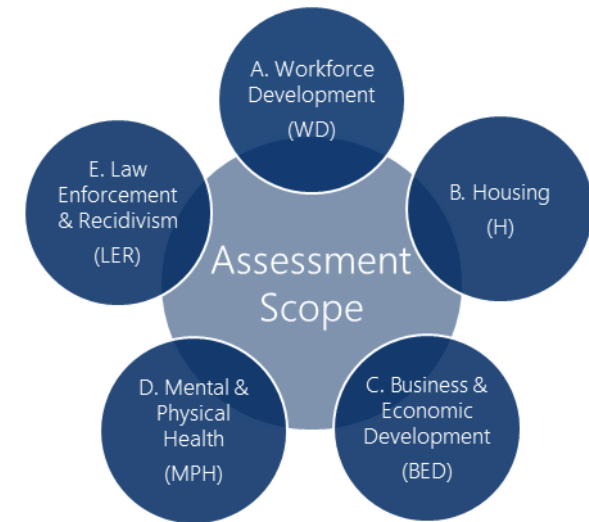 A. Workforce
Development
(WD)
B. Housing
(H)
C. Business &
Economic
Development
(BED)
D. Mental &
Physical
Health
(MPH)
E. Law
Enforcement
& Recidivism
(LER)
Assessment
Scope